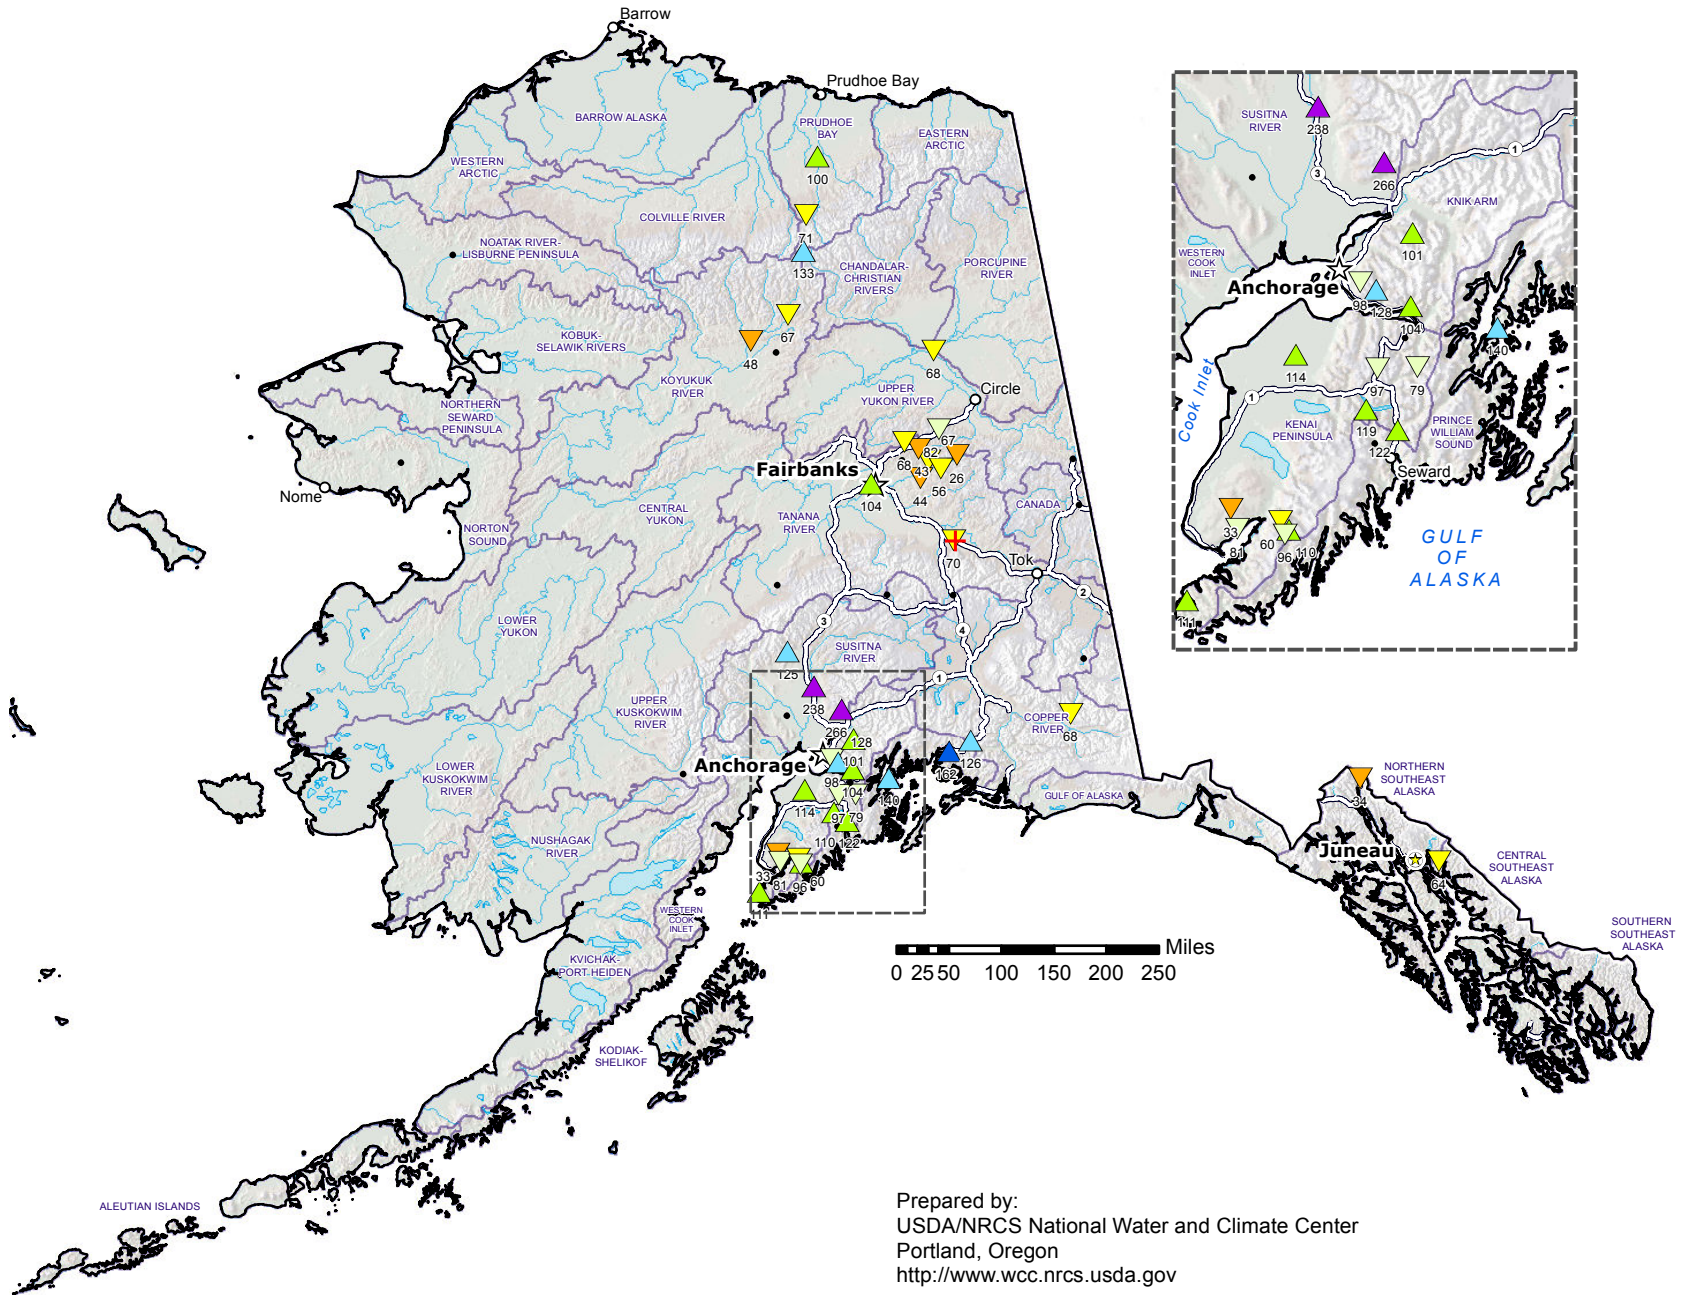 Barrow
Prudhoe Bay
BARROW ALASKA
PRUDHOE
BAY
EASTERN
ARCTIC
WESTERN
ARCTIC
100
COLVILLE RIVER
71
NOATAK RIVER-
LISBURNE PENINSULA
133
CHANDALAR-
CHRISTIAN
RIVERS
PORCUPINE
RIVER
67
KOBUK-
SELAWIK RIVERS
48
68
KOYUKUK
RIVER
UPPER
YUKON RIVER
Circle
NORTHERN
SEWARD
PENINSULA
67
82
68
43
26
56
44
Fairbanks
104
Nome
CENTRAL
YUKON
TANANA
RIVER
CANADA
NORTON
SOUND
70
Tok
2
LOWER
YUKON
3
4
SUSITNA
RIVER
125
1
238
UPPER
KUSKOKWIM
RIVER
266
128
COPPER
RIVER
68
Anchorage
101
126
162
98
104
140
LOWER
KUSKOKWIM
RIVER
114
97
79
GULF OF ALASKA
110
122
NUSHAGAK
RIVER
33
81
96
60
111
WESTERN
COOK
INLET
KVICHAK-
PORT HEIDEN
KODIAK-
SHELIKOF
ALEUTIAN ISLANDS
NORTHERN
SOUTHEAST
ALASKA
34
Juneau
64
CENTRAL
SOUTHEAST
ALASKA
SOUTHERN
SOUTHEAST
ALASKA
Miles
0 25 50 100 150 200 250
SUSITNA
RIVER
238
1
3
266
KNIK ARM
101
WESTERN
COOK
INLET
Anchorage
98
128
104
140
114
97
79
Cook Inlet
1
KENAI
PENINSULA
119
PRINCE
WILLIAM
SOUND
122
Seward
33
81
60
96
110
GULF
OF
ALASKA
111
Prepared by:
USDA/NRCS National Water and Climate Center
Portland, Oregon
http://www.wcc.nrcs.usda.gov